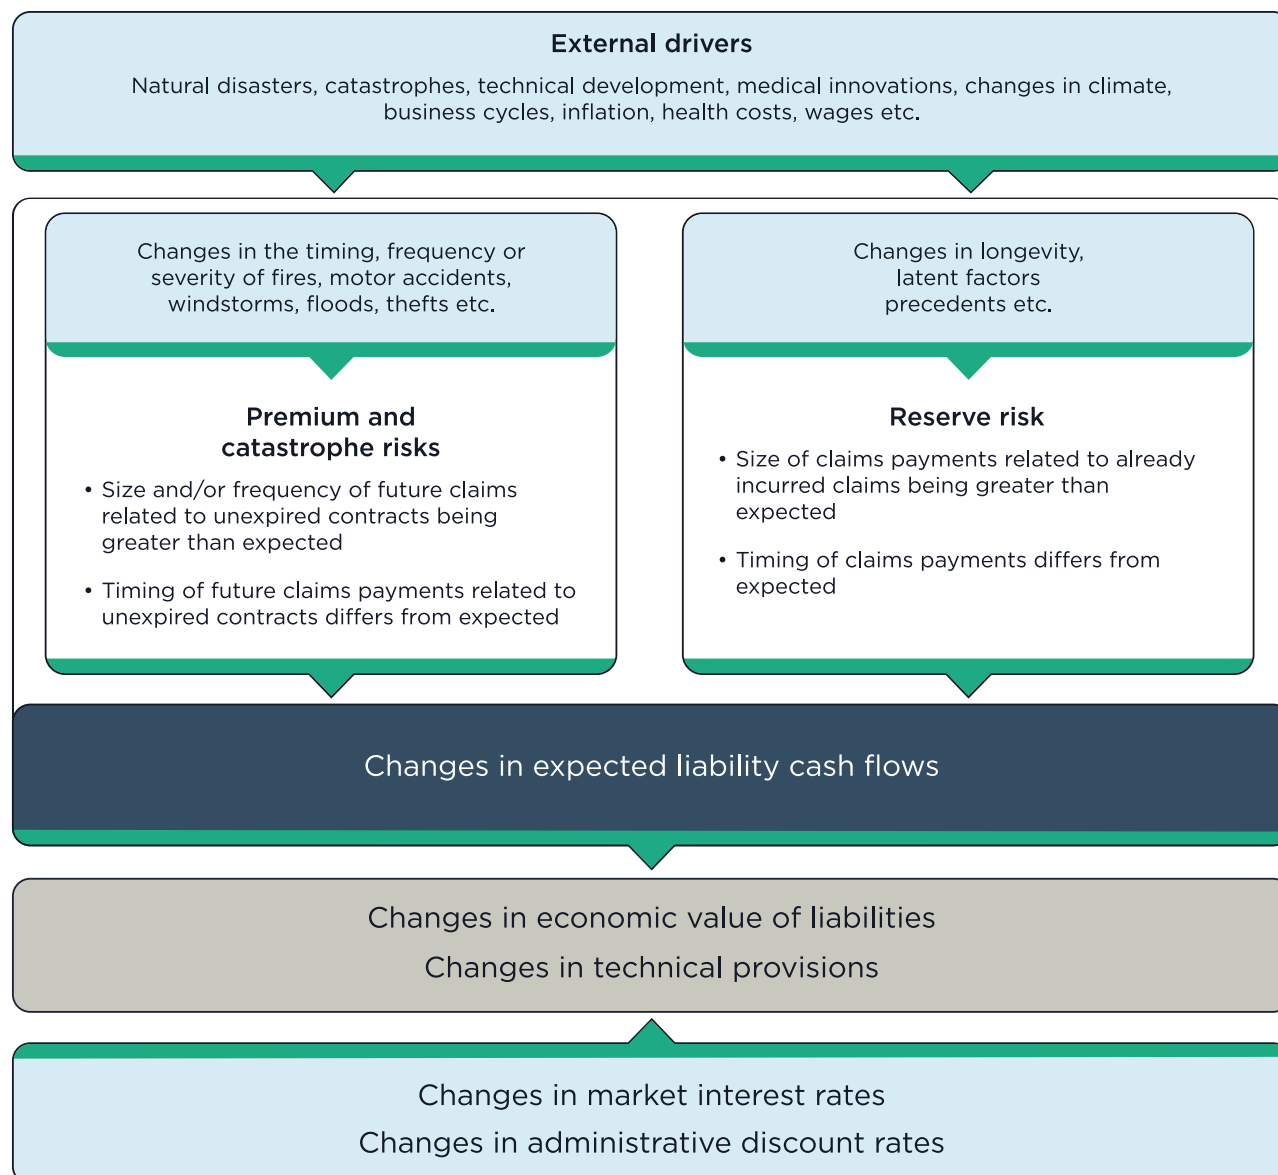 External drivers
Natural disasters, catastrophes, technical development, medical innovations, changes in climate,
business cycles, inflation, health costs, wages etc.
Changes in the timing, frequency or
severity of fires, motor accidents,
windstorms, floods, thefts etc.
Premium and
catastrophe risks
• Size and/or frequency of future claims
related to unexpired contracts being
greater than expected
• Timing of future claims payments related to
unexpired contracts differs from expected
Changes in longevity,
latent factors
precedents etc.
Reserve risk
• Size of claims payments related to already
incurred claims being greater than
expected
• Timing of claims payments differs from
expected
Changes in expected liability cash flows
Changes in economic value of liabilities
Changes in technical provisions
Changes in market interest rates
Changes in administrative discount rates